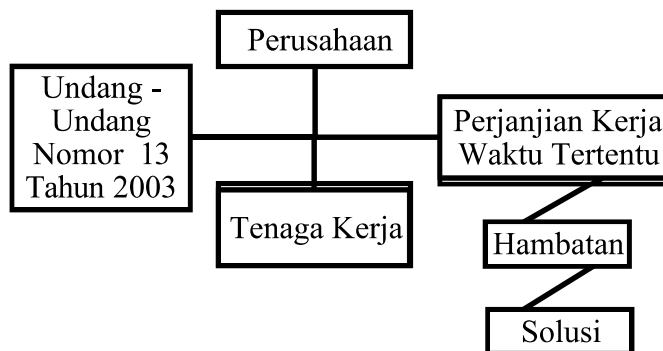 Perusahaan
Undang -
Undang
Nomor 13
Tahun 2003
Perjanjian Kerja
Waktu Tertentu
Tenaga Kerja
Hambatan
Solusi